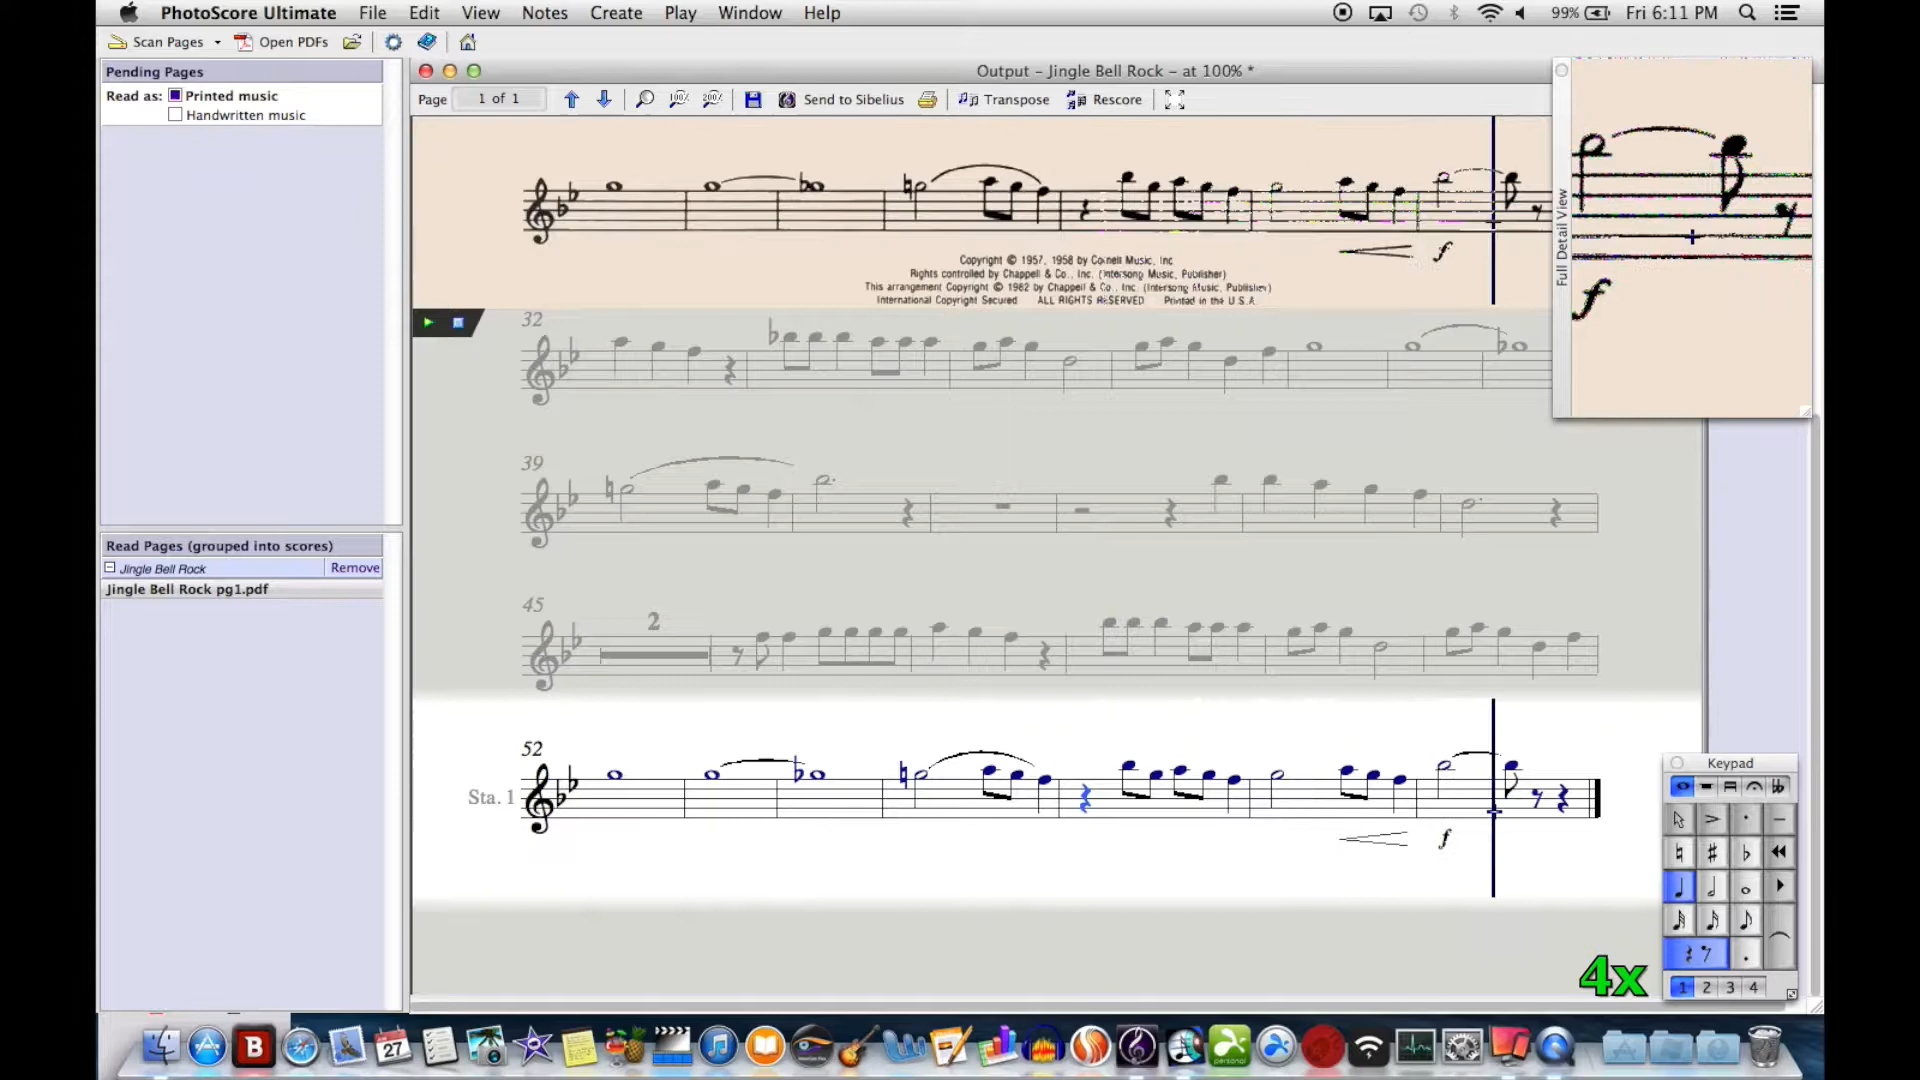 PhotoScore Ultimate File Edit View Notes Create Play Window Help 99% Fri 6:11 PM
Scan Pages Open PDFs
Pending Pages
Read as: Printed music
Handwritten music
Output - Jingle Bell Rock - at 100% *
Page 1 of 1 100% 200% Send to Sibelius Transpose Rescore
Full Detail View
f
f
Copyright © 1957, 1958 by Cornell Music, Inc
Rights controlled by Chappell & Co., Inc. (Intersong Music, Publisher)
This arrangement Copyright © 1982 by Chappell & Co., Inc. (Intersong Music, Publisher)
International Copyright Secured ALL RIGHTS RESERVED Printed in the U.S.A.
32
39
45
2
Read Pages (grouped into scores)
Jingle Bell Rock Remove
Jingle Bell Rock pg1.pdf
52
Sta. 1
f
Keypad
1 2 3 4
4x
27
B
personal